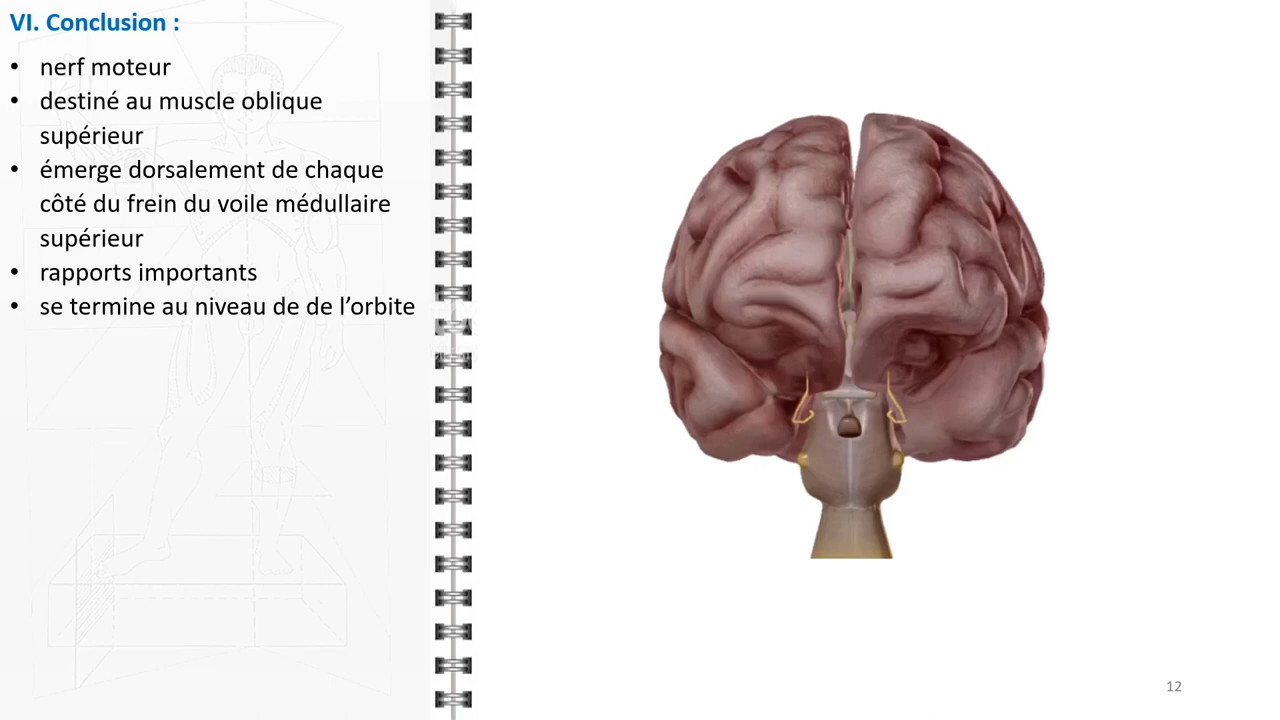 VI. Conclusion :
• nerf moteur
• destiné au muscle oblique
supérieur
• émerge dorsalement de chaque
côté du frein du voile médullaire
supérieur
• rapports importants
• se termine au niveau de de l’orbite
12